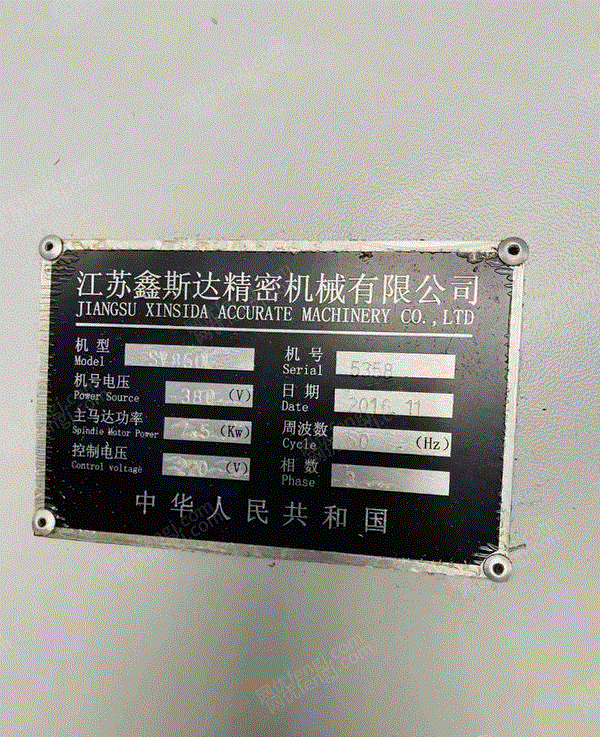 江苏鑫斯达精密机械有限公司
JIANGSU XINSIDA ACCURATE MACHINERY CO.,LTD
机型 Model 机号 Serial 5358
机号电压 Power Source 380 (V) 日期 Date 2016.11
主马达功率 Spindie Motor Power (Kw) 周波数 Cycle 50 (Hz)
控制电压 Control voltage (V) 相数 Phase
中华人民共和国